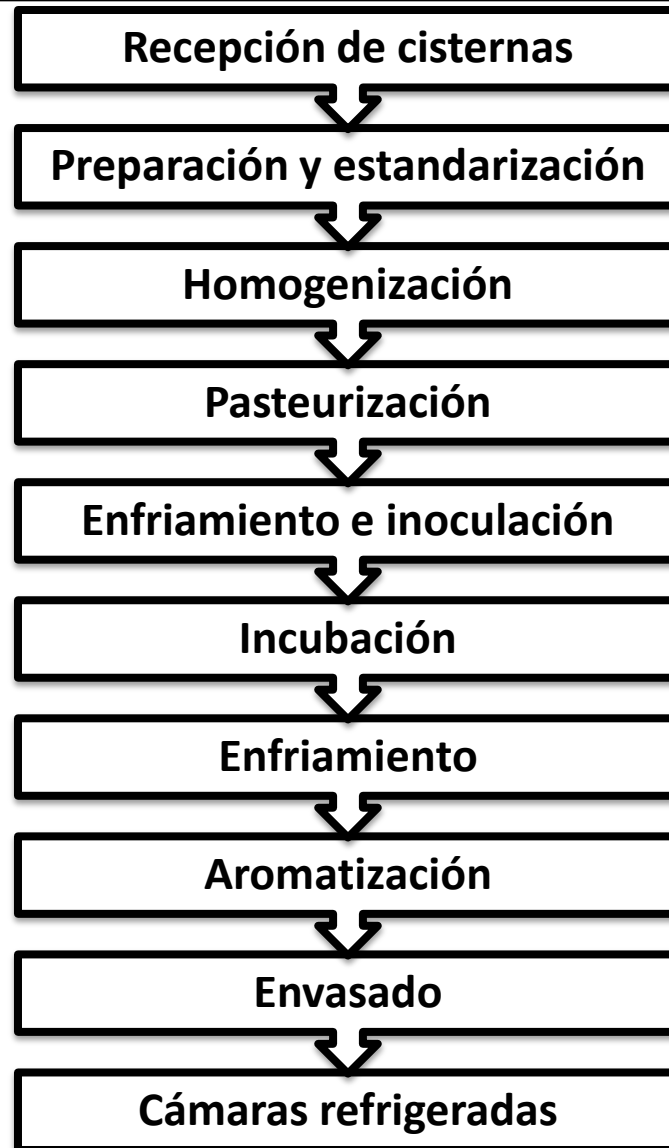 Recepción de cisternas
Preparación y estandarización
Homogenización
Pasteurización
Enfriamiento e inoculación
Incubación
Enfriamiento
Aromatización
Envasado
Cámaras refrigeradas